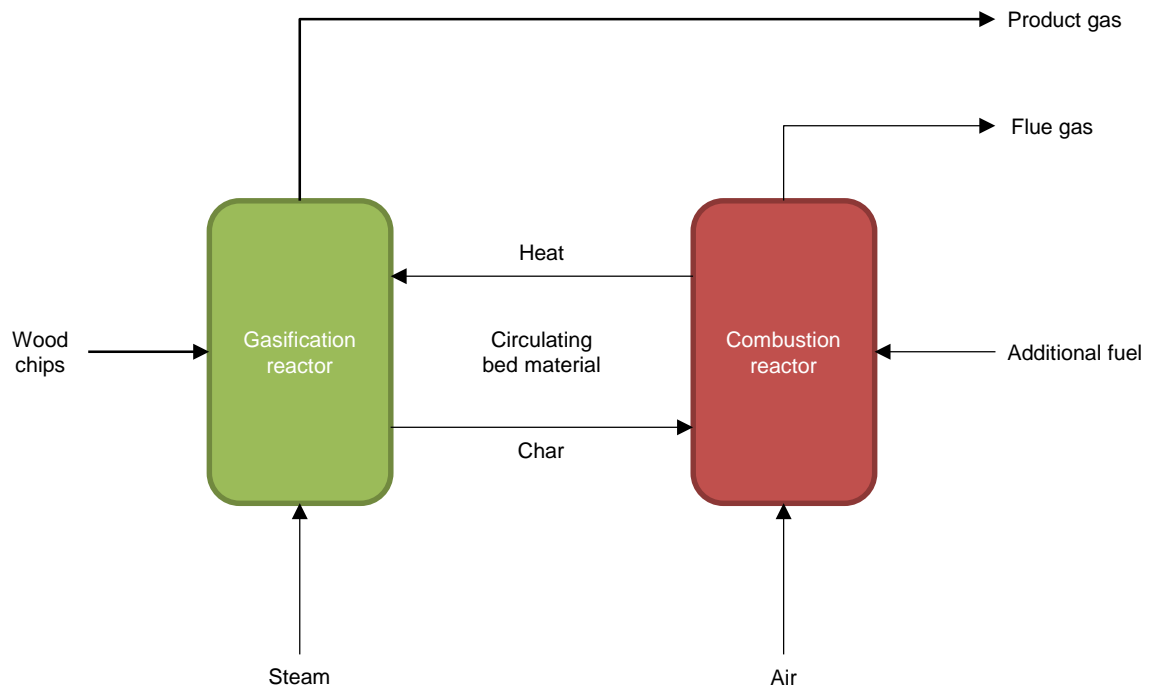 Product gas
Flue gas
Heat
Wood
chips
Gasification
reactor
Circulating
bed material
Combustion
reactor
Additional fuel
Char
Steam
Air